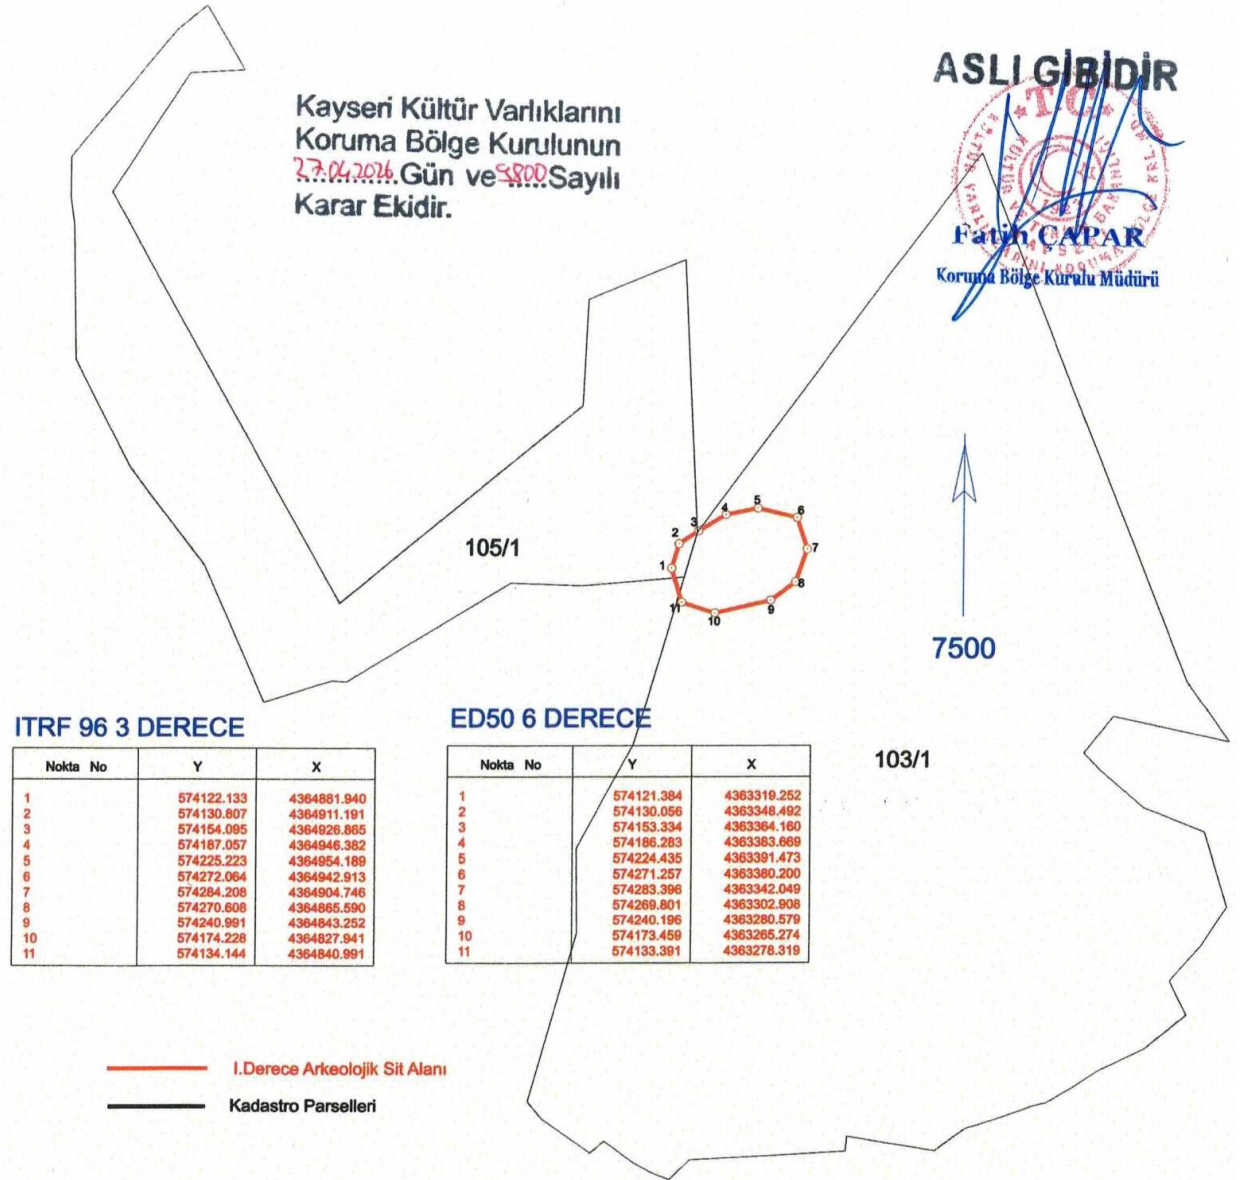 ASLI GİBİDİR
Kayseri Kültür Varlıklarını
Koruma Bölge Kurulunun
27.04.2026 Gün ve 9800 Sayılı
Karar Ekidir.
T.C.
Fatih ÇAPAR
Koruma Bölge Kurulu Müdürü
5
4
6
3
2
7
105/1
1
8
11
9
10
7500
ITRF 96 3 DERECE
Nokta No Y X
1 574122.133 4364881.940
2 574130.807 4364911.191
3 574154.095 4364926.865
4 574187.057 4364946.382
5 574225.223 4364954.189
6 574272.064 4364942.913
7 574284.208 4364904.746
8 574270.608 4364865.590
9 574240.991 4364843.252
10 574174.228 4364827.941
11 574134.144 4364840.991
ED50 6 DERECE
Nokta No Y X
1 574121.384 4363319.252
2 574130.056 4363348.492
3 574153.334 4363364.160
4 574186.283 4363383.669
5 574224.435 4363391.473
6 574271.257 4363380.200
7 574283.396 4363342.049
8 574269.801 4363302.908
9 574240.196 4363280.579
10 574173.459 4363265.274
11 574133.391 4363278.319
103/1
I.Derece Arkeolojik Sit Alanı
Kadastro Parselleri